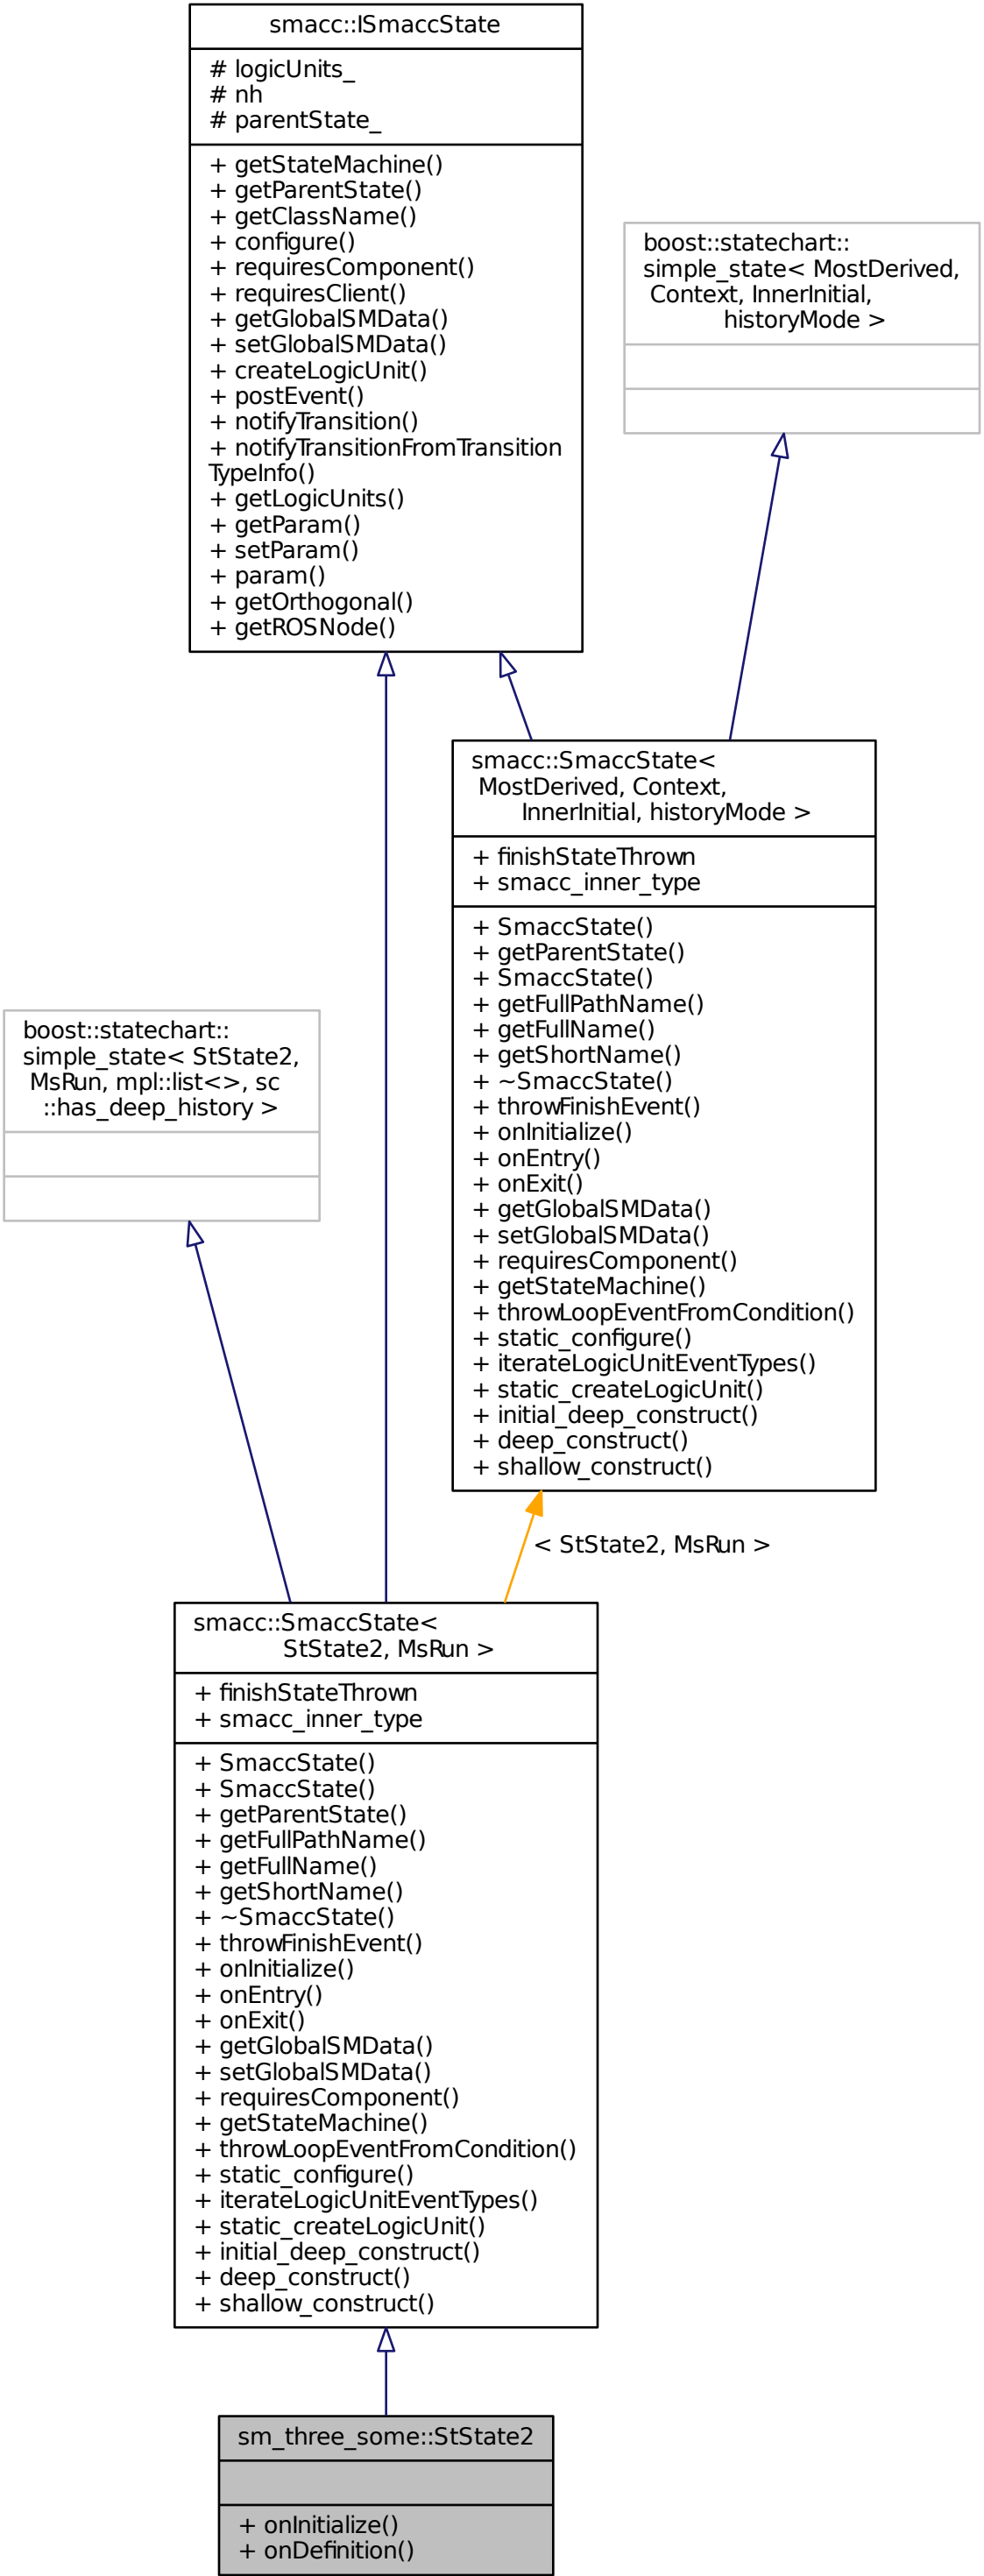 smacc::ISmaccState
# logicUnits_
# nh
# parentState_
+ getStateMachine()
+ getParentState()
+ getClassName()
+ configure()
+ requiresComponent()
+ requiresClient()
+ getGlobalSMData()
+ setGlobalSMData()
+ createLogicUnit()
+ postEvent()
+ notifyTransition()
+ notifyTransitionFromTransition
TypeInfo()
+ getLogicUnits()
+ getParam()
+ setParam()
+ param()
+ getOrthogonal()
+ getROSNode()
boost::statechart::
simple_state< MostDerived,
Context, InnerInitial,
historyMode >
smacc::SmaccState<
MostDerived, Context,
InnerInitial, historyMode >
+ finishStateThrown
+ smacc_inner_type
+ SmaccState()
+ getParentState()
+ SmaccState()
+ getFullPathName()
+ getFullName()
+ getShortName()
+ ~SmaccState()
+ throwFinishEvent()
+ onInitialize()
+ onEntry()
+ onExit()
+ getGlobalSMData()
+ setGlobalSMData()
+ requiresComponent()
+ getStateMachine()
+ throwLoopEventFromCondition()
+ static_configure()
+ iterateLogicUnitEventTypes()
+ static_createLogicUnit()
+ initial_deep_construct()
+ deep_construct()
+ shallow_construct()
boost::statechart::
simple_state< StState2,
MsRun, mpl::list<>, sc
::has_deep_history >
< StState2, MsRun >
smacc::SmaccState<
StState2, MsRun >
+ finishStateThrown
+ smacc_inner_type
+ SmaccState()
+ SmaccState()
+ getParentState()
+ getFullPathName()
+ getFullName()
+ getShortName()
+ ~SmaccState()
+ throwFinishEvent()
+ onInitialize()
+ onEntry()
+ onExit()
+ getGlobalSMData()
+ setGlobalSMData()
+ requiresComponent()
+ getStateMachine()
+ throwLoopEventFromCondition()
+ static_configure()
+ iterateLogicUnitEventTypes()
+ static_createLogicUnit()
+ initial_deep_construct()
+ deep_construct()
+ shallow_construct()
sm_three_some::StState2
+ onInitialize()
+ onDefinition()